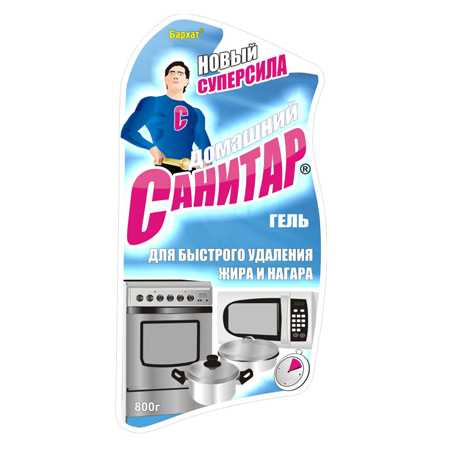 Бархат®
НОВЫЙ
СУПЕРСИЛА
С
домашний
САНИТАР®
ГЕЛЬ
ДЛЯ БЫСТРОГО УДАЛЕНИЯ
ЖИРА И НАГАРА
800г